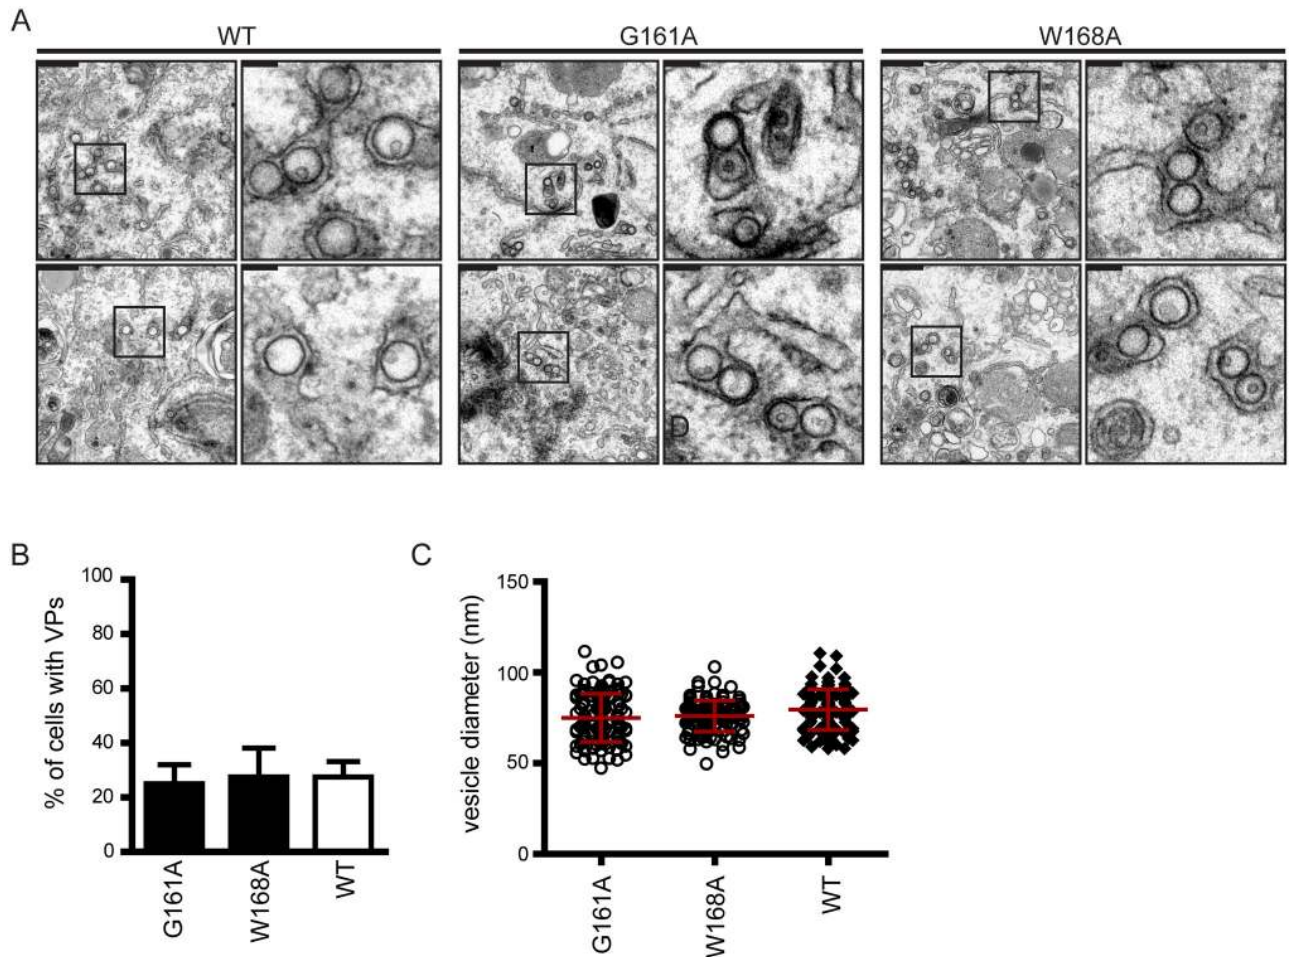 A
WT
G161A
W168A
B
% of cells with VPs
100
80
60
40
20
0
G161A
W168A
WT
C
vesicle diameter (nm)
150
100
50
0
G161A
W168A
WT